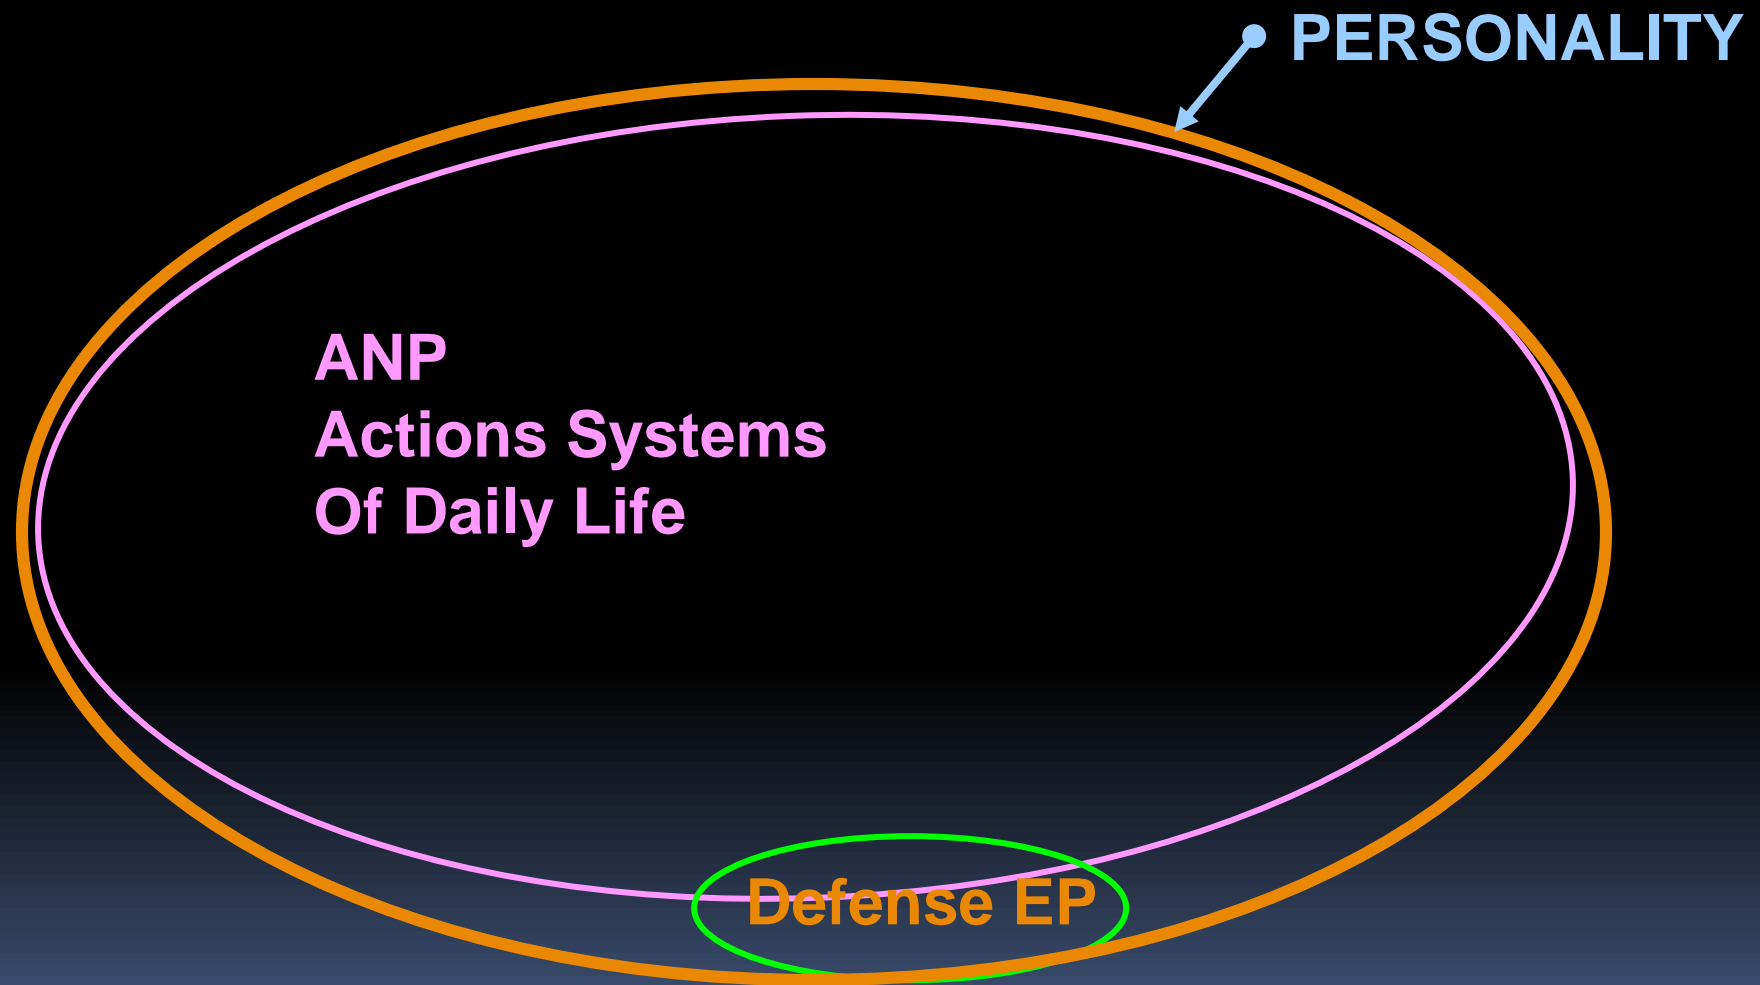 PERSONALITY
ANP
Actions Systems
Of Daily Life
Defense EP